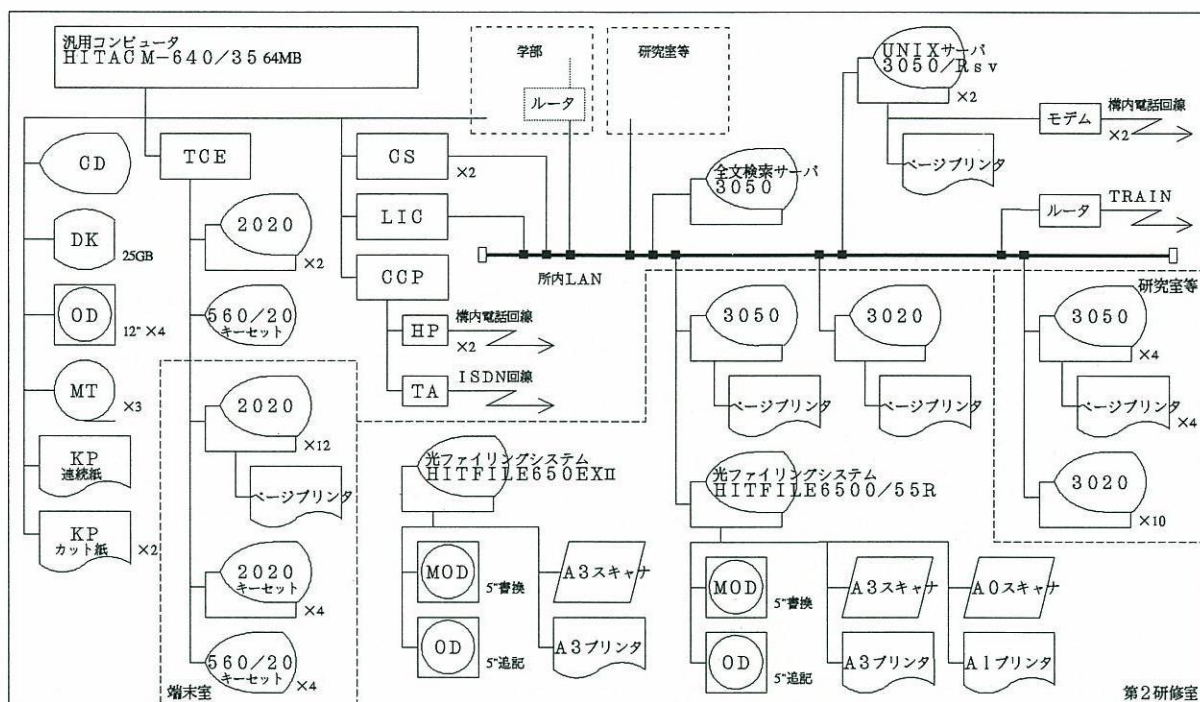 汎用コンピュータ
HITACM-640/35 64MB
学部
ルータ
研究室等
UNIXサーバ
3050/Rsv
×2
モデム
×2
構内電話回線
ページプリンタ
CD
TCE
CS
×2
全文検索サーバ
3050
ルータ
TRAIN
DK
25GB
2020
×2
LIC
所内LAN
OD
12" ×4
560/20
キーセット
CCP
HP
×2
構内電話回線
TA
ISDN回線
3050
ページプリンタ
3020
ページプリンタ
研究室等
3050
×4
ページプリンタ
×4
3020
×10
MT
×3
2020
×12
ページプリンタ
KP
連続紙
KP
カット紙
×2
2020
キーセット
×4
560/20
キーセット
×4
端末室
光ファイリングシステム
HITFILE650EXⅡ
MOD
5"書換
A3スキャナ
OD
5"追記
A3プリンタ
光ファイリングシステム
HITFILE6500/55R
MOD
5"書換
A3スキャナ
A0スキャナ
OD
5"追記
A3プリンタ
A1プリンタ
第2研修室